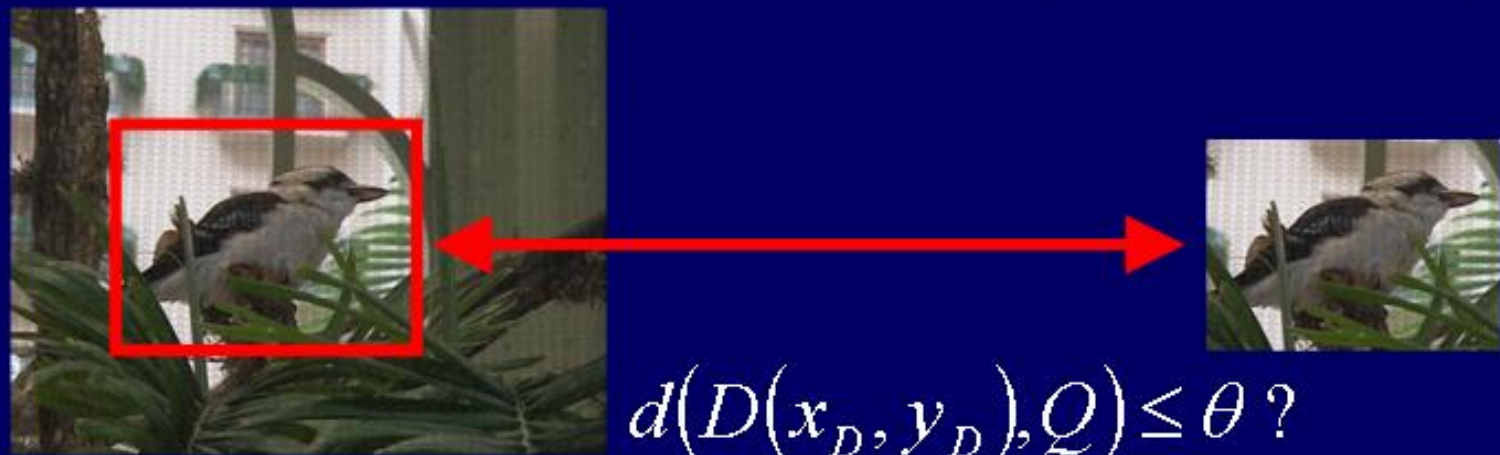 d(D(x_D, y_D), Q) ≤ θ ?